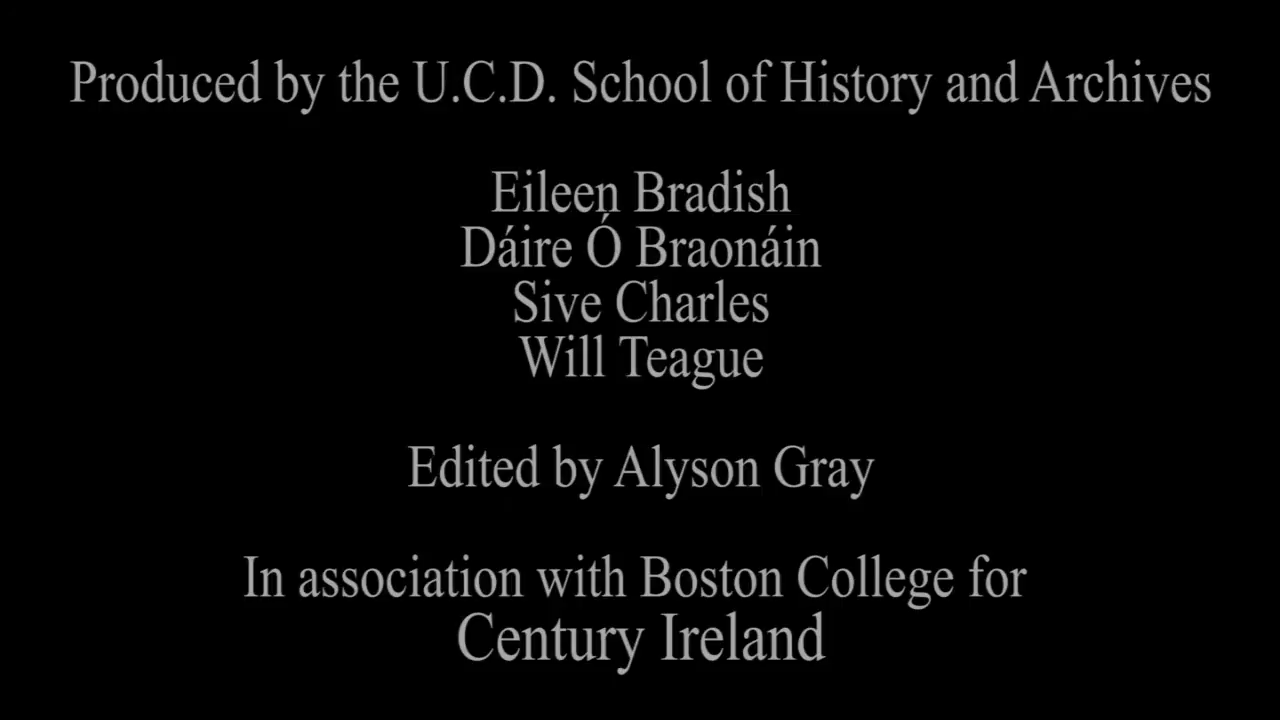 Produced by the U.C.D. School of History and Archives
Eileen Bradish
Dáire Ó Braonáin
Sive Charles
Will Teague
Edited by Alyson Gray
In association with Boston College for
Century Ireland